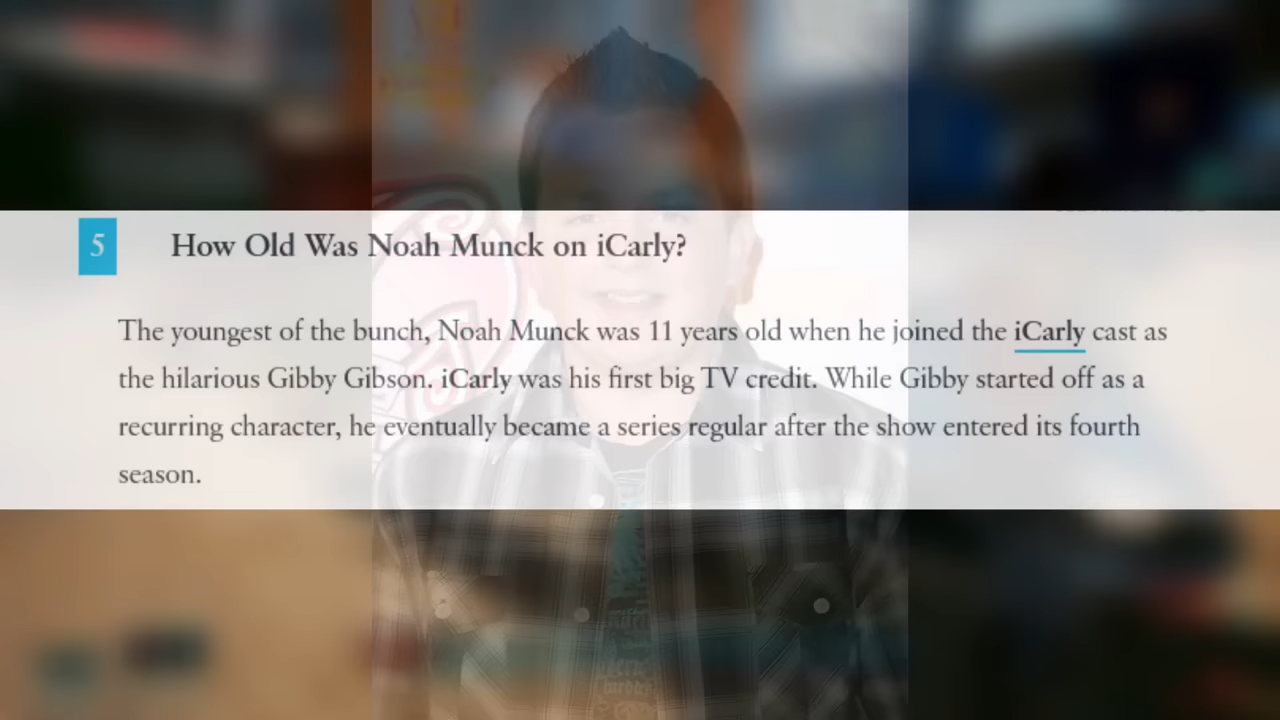 5 How Old Was Noah Munck on iCarly?
The youngest of the bunch, Noah Munck was 11 years old when he joined the iCarly cast as
the hilarious Gibby Gibson. iCarly was his first big TV credit. While Gibby started off as a
recurring character, he eventually became a series regular after the show entered its fourth
season.